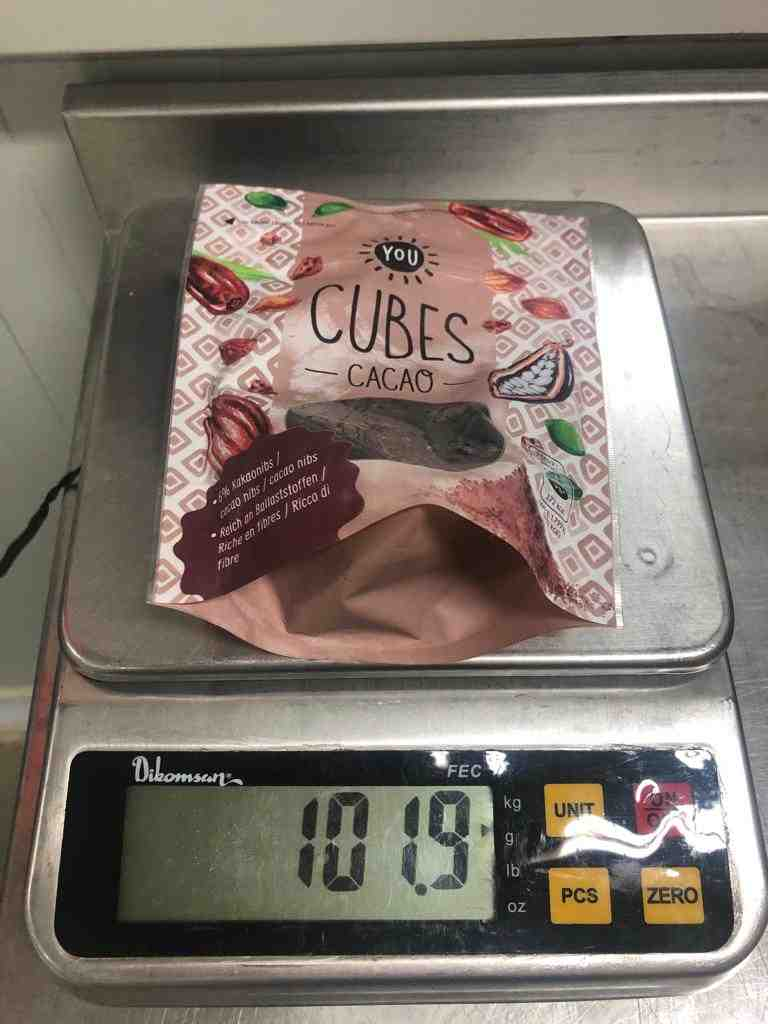 YOU
CUBES
CACAO
• 6% Kakaonibs /
cacao nibs / cacao nibs
• Reich an Ballaststoffen /
Riche en fibres / Ricco di
fibre
Dikomsan
FEC
101.9
kg
g
lb
oz
UNIT
PCS
ZERO